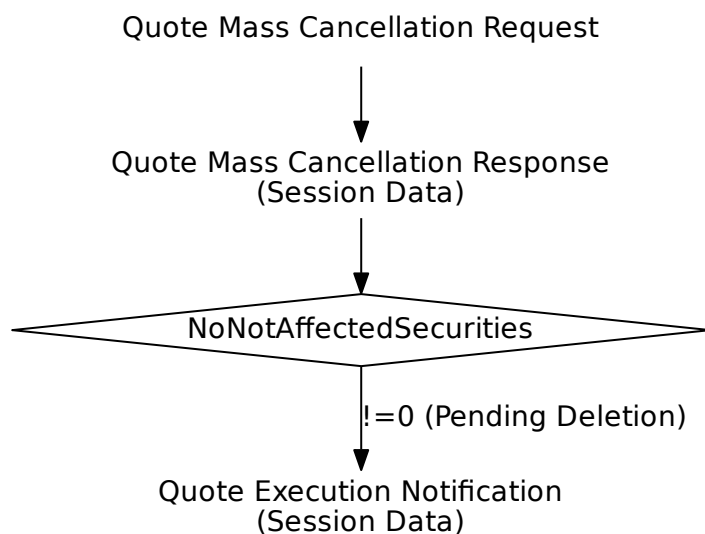 Quote Mass Cancellation Request
Quote Mass Cancellation Response
(Session Data)
NoNotAffectedSecurities
!=0 (Pending Deletion)
Quote Execution Notification
(Session Data)